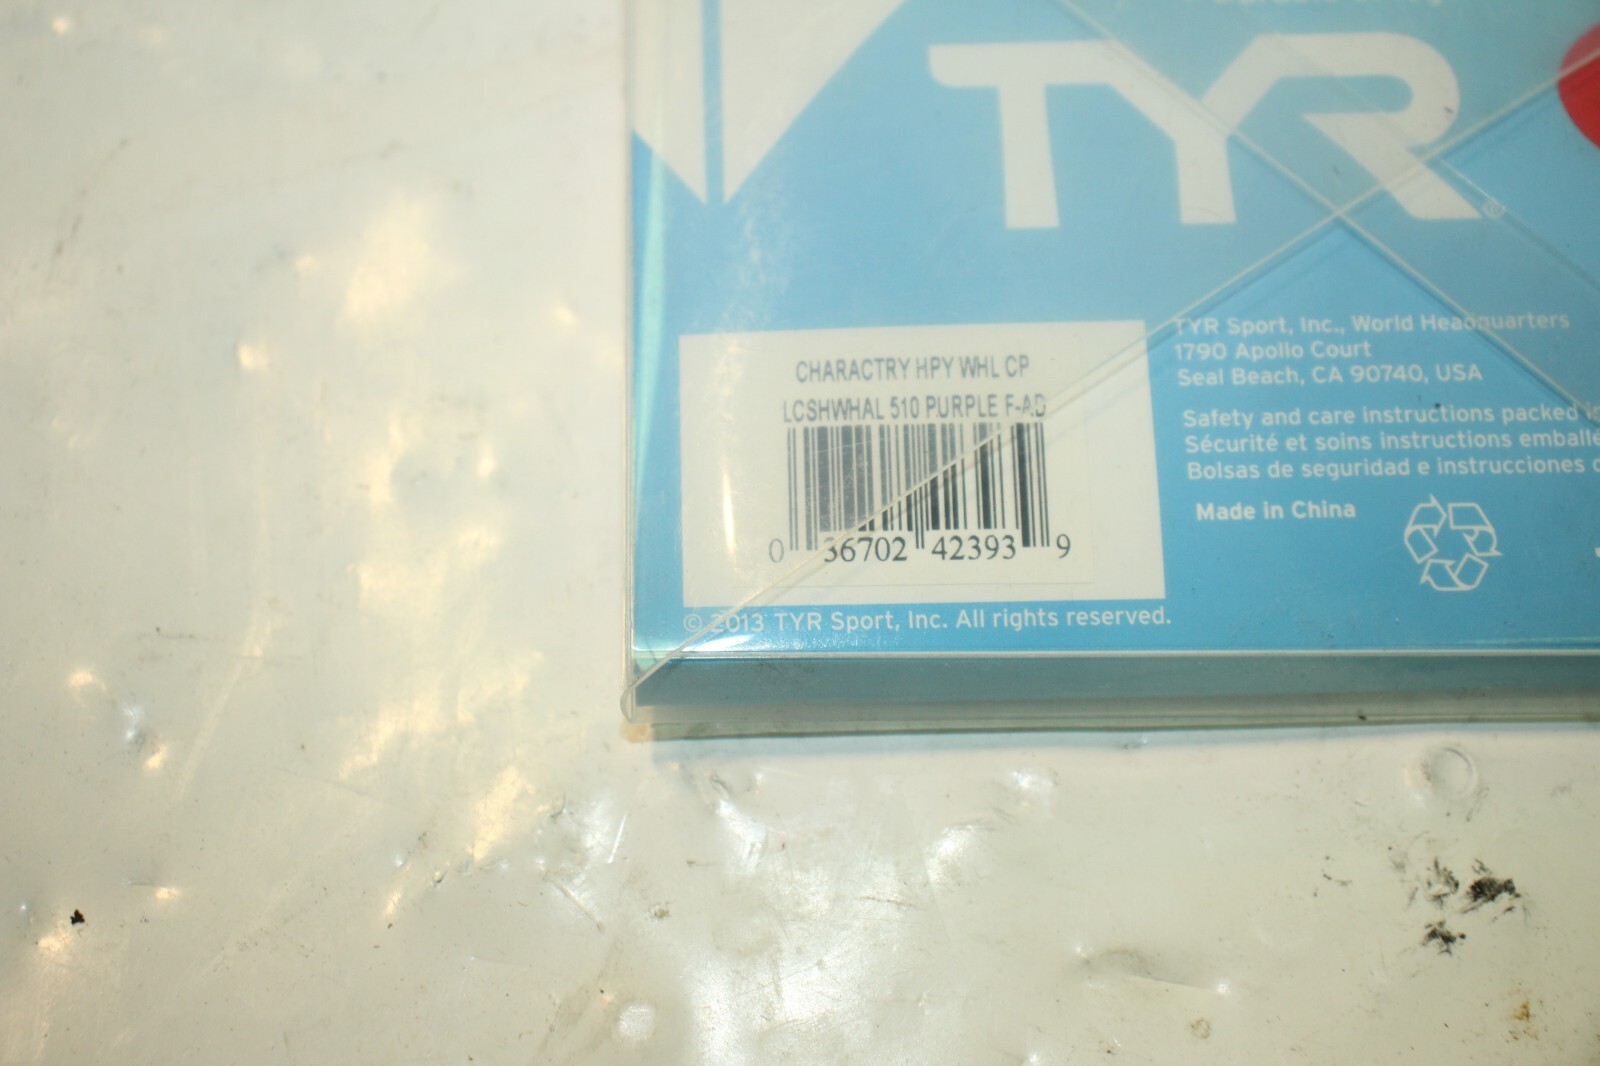 TYR®
CHARACTRY HPY WHL CP
LCSHWHAL 510 PURPLE F-AD
0 36702 42393 9
TYR Sport, Inc., World Headquarters
1790 Apollo Court
Seal Beach, CA 90740, USA
Safety and care instructions packed
Sécurité et soins instructions
Bolsas de seguridad e instrucciones
Made in China
© 2013 TYR Sport, Inc. All rights reserved.